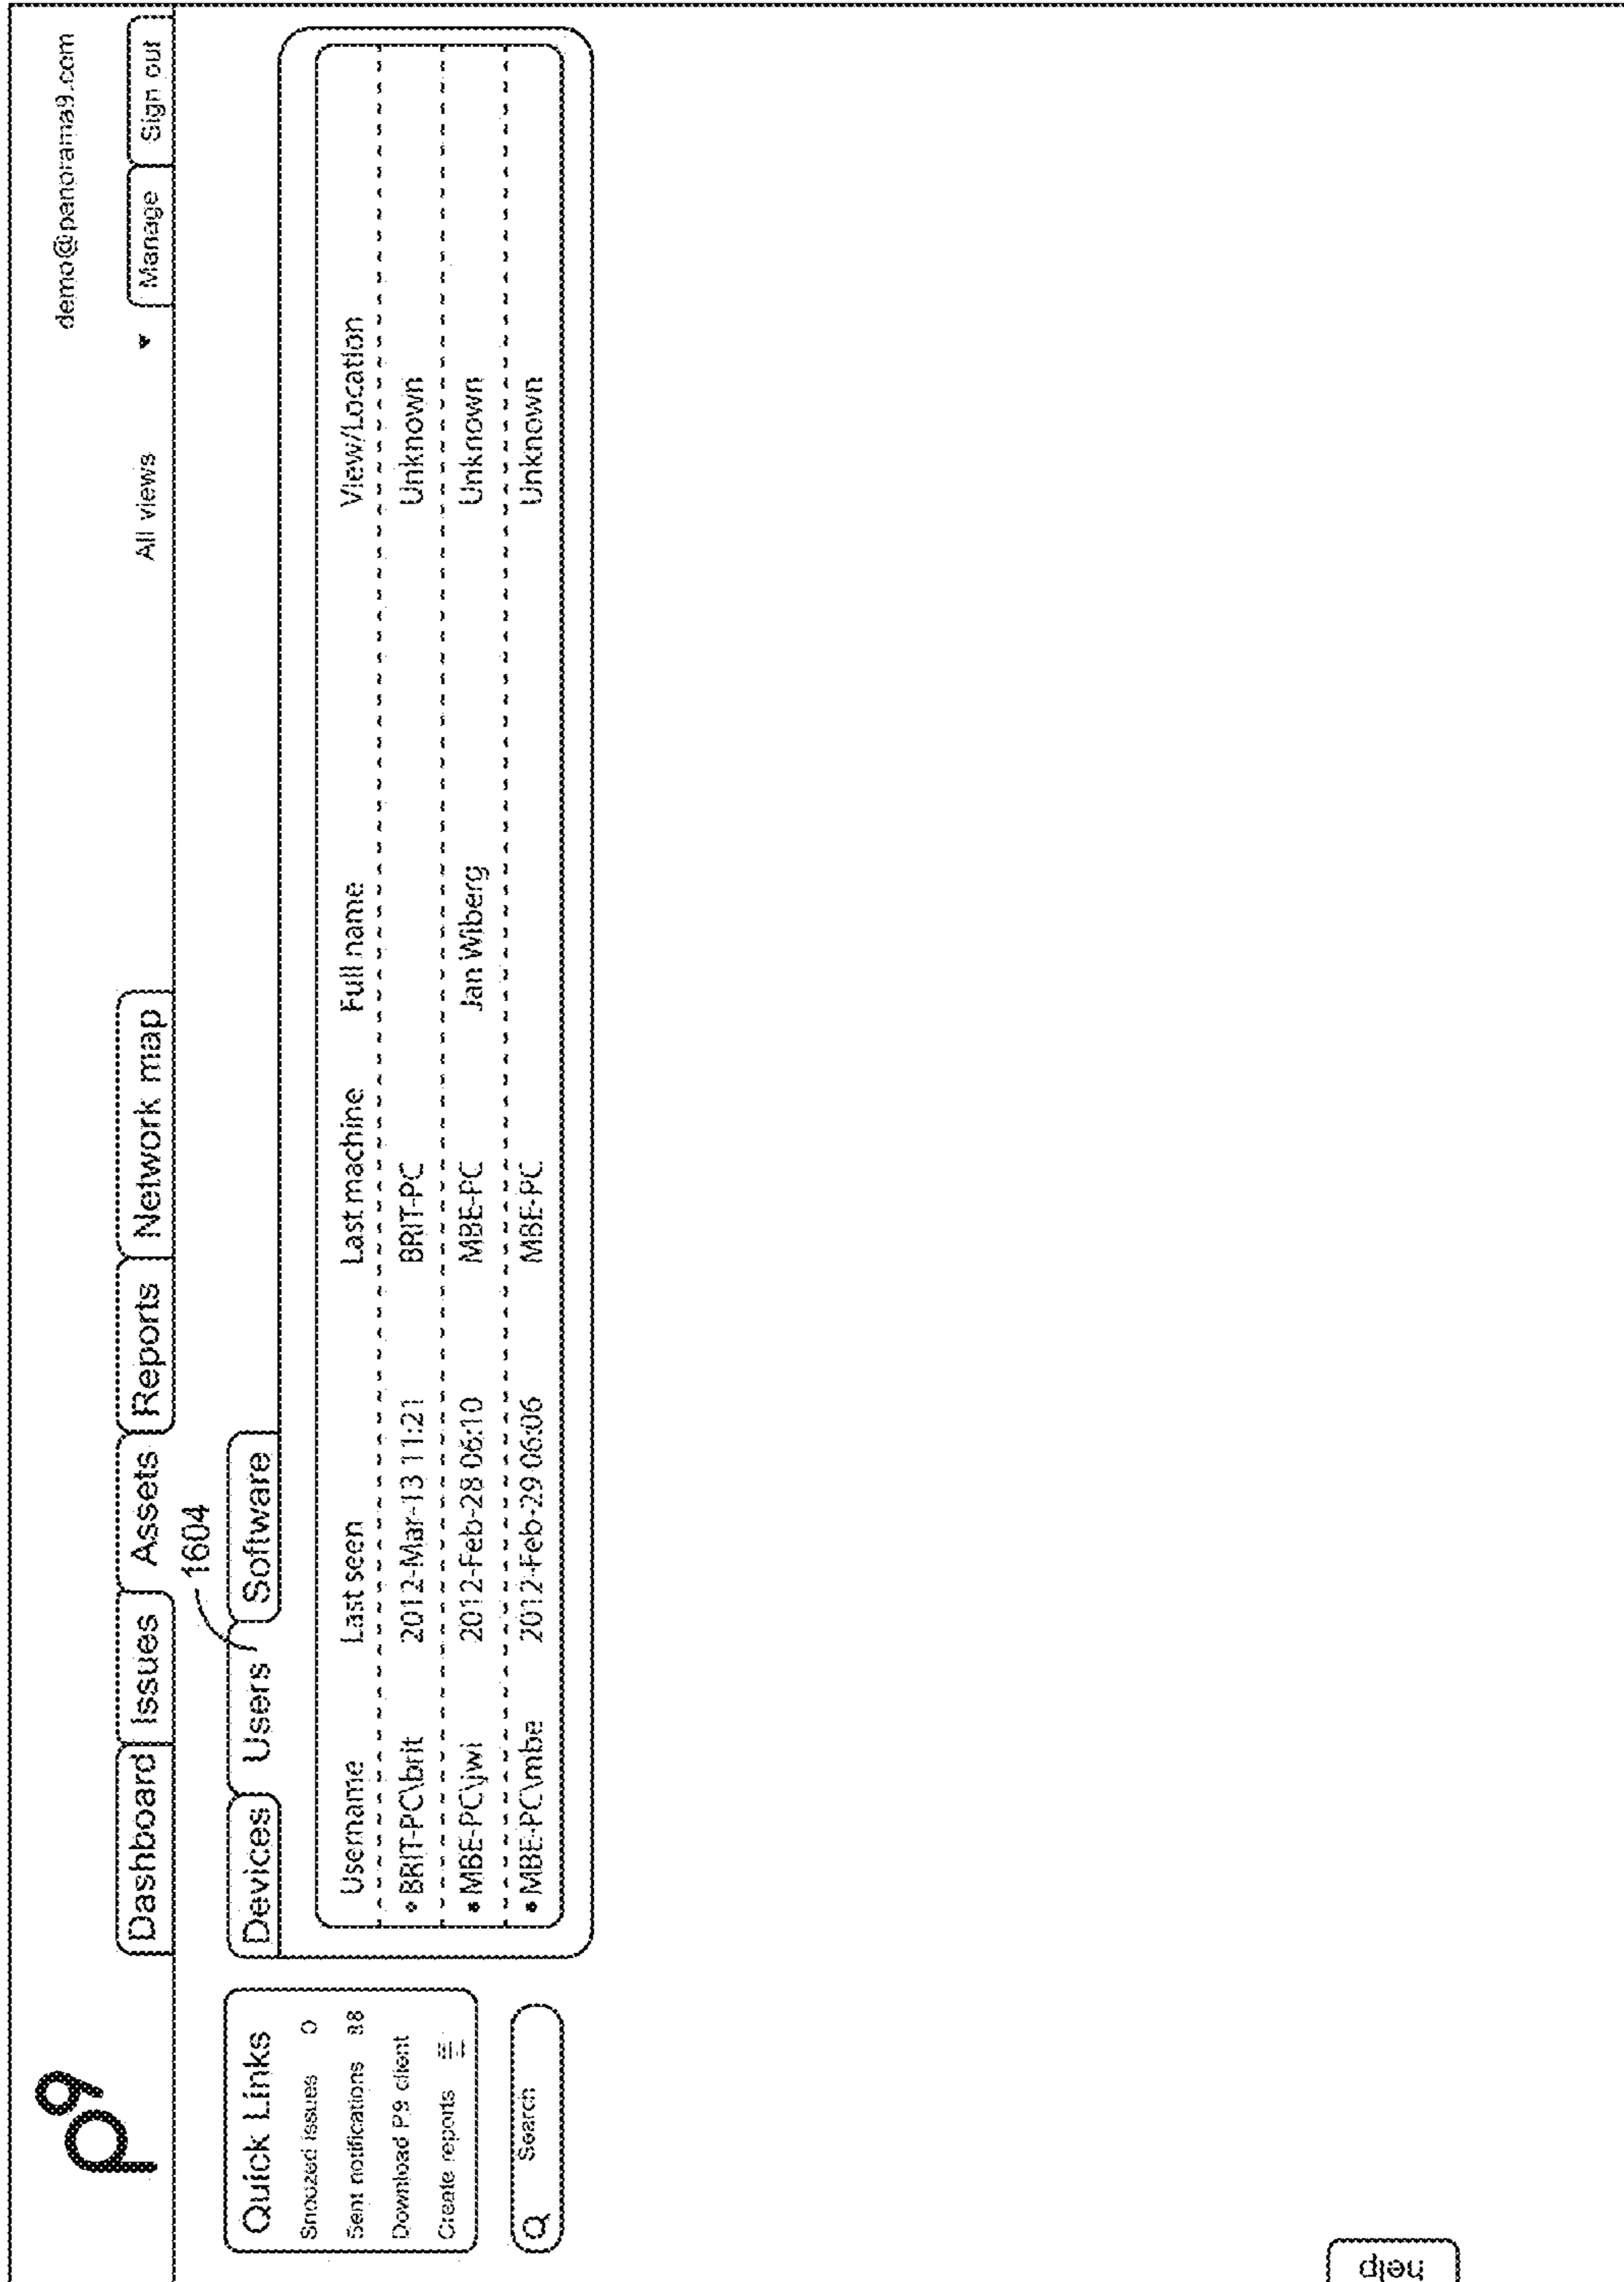 p9
demo@panorama9.com
Dashboard Issues Assets Reports Network map All views Manage Sign out
1604
Quick Links
Snoozed issues 0
Sent notifications 88
Download P9 client
Create reports
Search
Devices Users Software
Username Last seen Last machine Full name View/Location
BRIT-PC\brit 2012-Mar-13 11:21 BRIT-PC Unknown
MBE-PC\jwi 2012-Feb-28 06:10 MBE-PC Jan Wiberg Unknown
MBE-PC\mbe 2012-Feb-29 06:06 MBE-PC Unknown
help